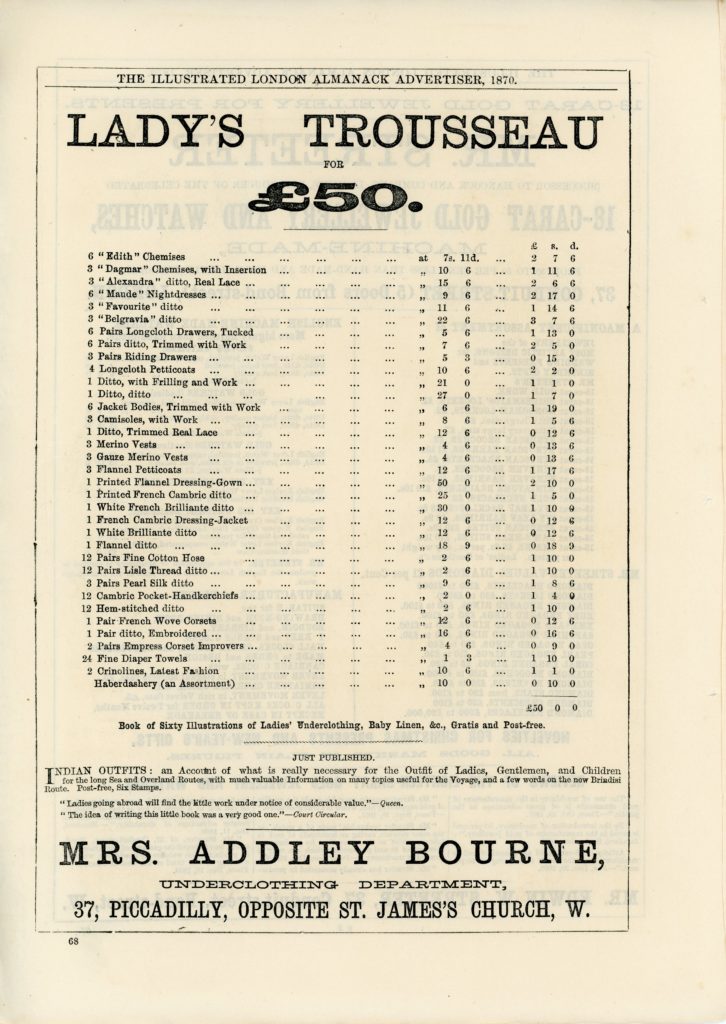 THE ILLUSTRATED LONDON ALMANACK ADVERTISER, 1870.
LADY'S TROUSSEAU
FOR
£50.
£ s. d.
6 "Edith" Chemises ... ... ... ... ... at 7s. 11d. ... 2 7 6
3 "Dagmar" Chemises, with Insertion ... ... ... ... „ 10 6 ... 1 11 6
3 "Alexandra" ditto, Real Lace ... ... ... ... „ 15 6 ... 2 6 6
6 "Maude" Nightdresses ... ... ... ... ... „ 9 6 ... 2 17 0
3 "Favourite" ditto ... ... ... ... ... „ 11 6 ... 1 14 6
3 "Belgravia" ditto ... ... ... ... ... „ 22 6 ... 3 7 6
6 Pairs Longcloth Drawers, Tucked ... ... ... ... „ 5 6 ... 1 13 0
6 Pairs ditto, Trimmed with Work ... ... ... ... „ 7 6 ... 2 5 0
3 Pairs Riding Drawers ... ... ... ... ... „ 5 3 ... 0 15 9
4 Longcloth Petticoats ... ... ... ... ... „ 10 6 ... 2 2 0
1 Ditto, with Frilling and Work ... ... ... ... „ 21 0 ... 1 1 0
1 Ditto, ditto ... ... ... ... ... „ 27 0 ... 1 7 0
6 Jacket Bodies, Trimmed with Work ... ... ... ... „ 6 6 ... 1 19 0
3 Camisoles, with Work ... ... ... ... ... „ 8 6 ... 1 5 6
1 Ditto, Trimmed Real Lace ... ... ... ... „ 12 6 ... 0 12 6
3 Merino Vests ... ... ... ... ... „ 4 6 ... 0 13 6
3 Gauze Merino Vests ... ... ... ... ... „ 4 6 ... 0 13 6
3 Flannel Petticoats ... ... ... ... ... „ 12 6 ... 1 17 6
1 Printed Flannel Dressing-Gown ... ... ... ... „ 50 0 ... 2 10 0
1 Printed French Cambric ditto ... ... ... ... „ 25 0 ... 1 5 0
1 White French Brilliante ditto ... ... ... ... „ 30 0 ... 1 10 0
1 French Cambric Dressing-Jacket ... ... ... ... „ 12 6 ... 0 12 6
1 White Brilliante ditto ... ... ... ... „ 12 6 ... 0 12 6
1 Flannel ditto ... ... ... ... ... „ 18 9 ... 0 18 9
12 Pairs Fine Cotton Hose ... ... ... ... „ 2 6 ... 1 10 0
12 Pairs Lisle Thread ditto ... ... ... ... „ 2 6 ... 1 10 0
3 Pairs Pearl Silk ditto ... ... ... ... „ 9 6 ... 1 8 6
12 Cambric Pocket-Handkerchiefs ... ... ... ... „ 2 0 ... 1 4 0
12 Hem-stitched ditto ... ... ... ... „ 2 6 ... 1 10 0
1 Pair French Wove Corsets ... ... ... ... „ 12 6 ... 0 12 6
1 Pair ditto, Embroidered ... ... ... ... „ 16 6 ... 0 16 6
2 Pairs Empress Corset Improvers ... ... ... ... „ 4 6 ... 0 9 0
24 Fine Diaper Towels ... ... ... ... „ 1 3 ... 1 10 0
2 Crinolines, Latest Fashion ... ... ... ... „ 10 6 ... 1 1 0
Haberdashery (an Assortment) ... ... ... ... „ 10 0 ... 0 10 0
£50 0 0
Book of Sixty Illustrations of Ladies' Underclothing, Baby Linen, &c., Gratis and Post-free.
JUST PUBLISHED.
INDIAN OUTFITS: an Account of what is really necessary for the Outfit of Ladies, Gentlemen, and Children
for the long Sea and Overland Routes, with much valuable Information on many topics useful for the Voyage, and a few words on the new Brindisi
Route. Post-free, Six Stamps.
"Ladies going abroad will find the little work under notice of considerable value."—Queen.
"The idea of writing this little book was a very good one."—Court Circular.
MRS. ADDLEY BOURNE,
UNDERCLOTHING DEPARTMENT,
37, PICCADILLY, OPPOSITE ST. JAMES'S CHURCH, W.
68